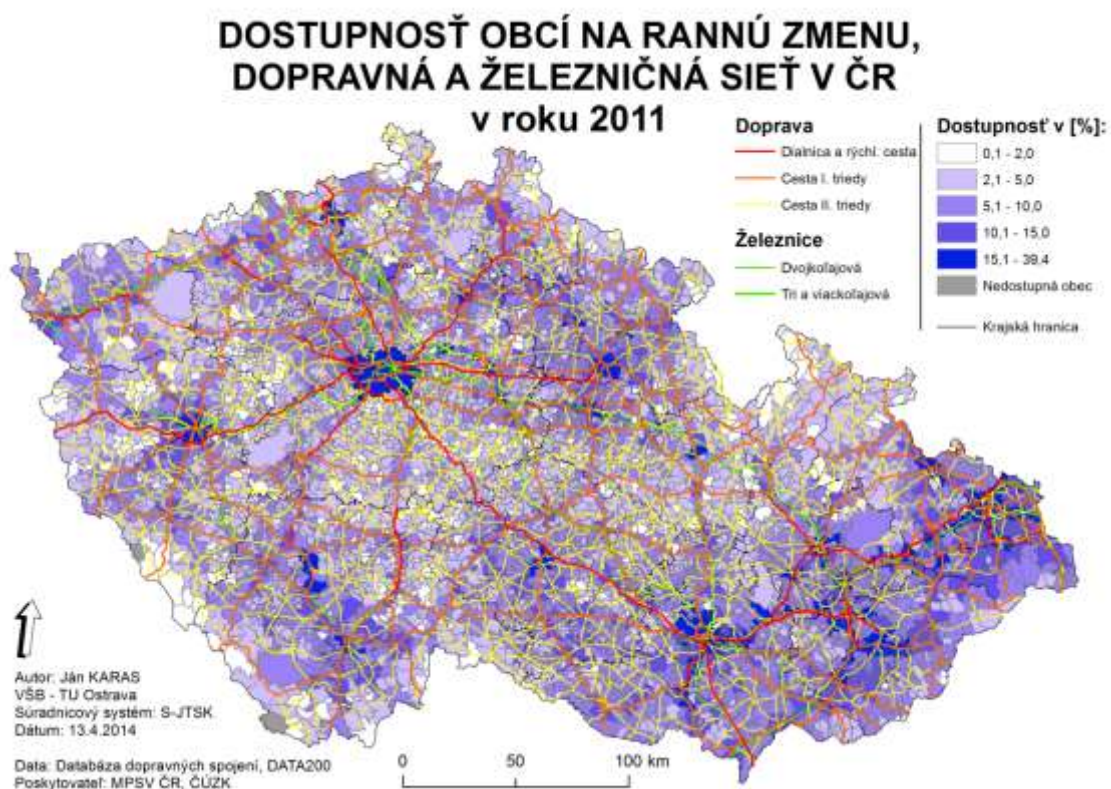 DOSTUPNOSŤ OBCÍ NA RANNÚ ZMENU,
DOPRAVNÁ A ŽELEZNIČNÁ SIEŤ V ČR
v roku 2011
Doprava
Dialnica a rýchl. cesta
Cesta I. triedy
Cesta II. triedy
Železnice
Dvojkoľajová
Tri a viackoľajová
Dostupnosť v [%]:
0,1 - 2,0
2,1 - 5,0
5,1 - 10,0
10,1 - 15,0
15,1 - 39,4
Nedostupná obec
Krajská hranica
Autor: Ján KARAS
VŠB - TU Ostrava
Súradnicový systém: S-JTSK
Dátum: 13.4.2014
Data: Databáza dopravných spojení, DATA200
Poskytovateľ: MPSV ČR, ČÚZK
0 50 100 km